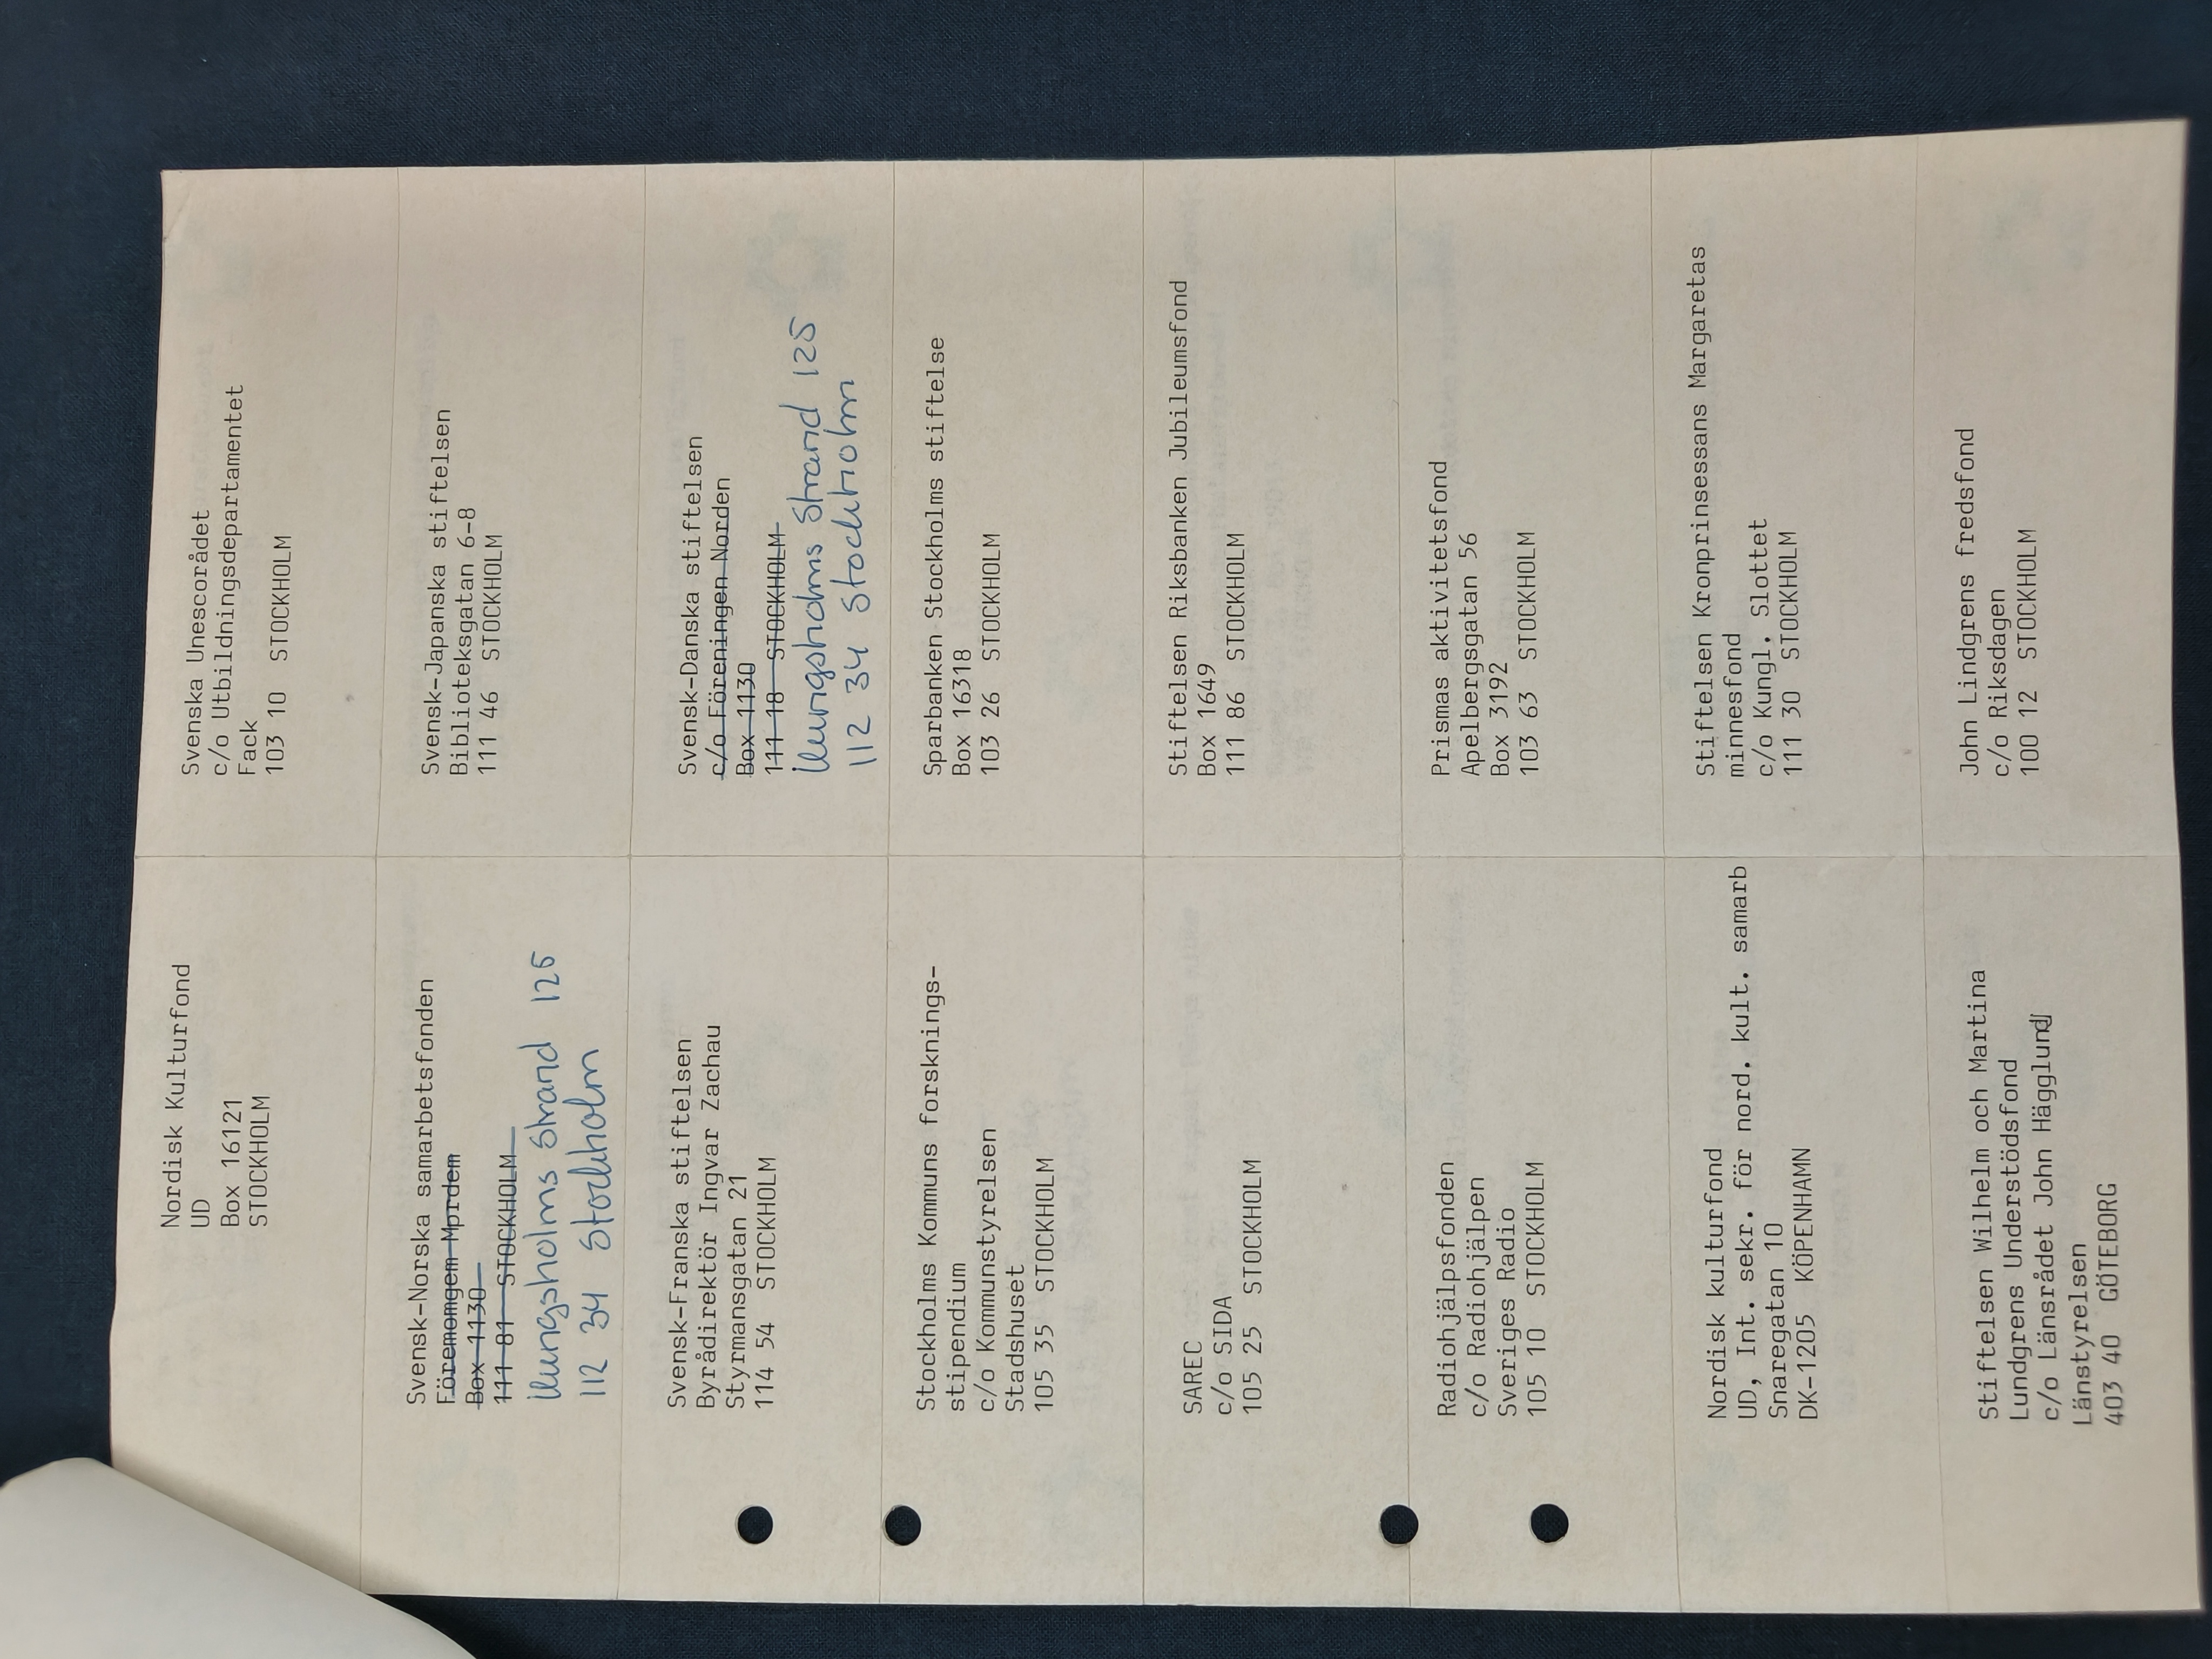 Nordisk Kulturfond
UD
Box 16121
STOCKHOLM
Svenska Unescorådet
c/o Utbildningsdepartamentet
Fack
103 10 STOCKHOLM
Svensk-Norska samarbetsfonden
Föremomgem Mprdem
Box 1130
111 81 STOCKHOLM
Kungsholms Strand 125
112 34 Stockholm
Svensk-Japanska stiftelsen
Biblioteksgatan 6-8
111 46 STOCKHOLM
Svensk-Franska stiftelsen
Byrådirektör Ingvar Zachau
Styrmansgatan 21
114 54 STOCKHOLM
Svensk-Danska stiftelsen
c/o Föreningen Norden
Box 1130
111 18 STOCKHOLM
Kungsholms Strand 125
112 34 Stockholm
Stockholms Kommuns forsknings-
stipendium
c/o Kommunstyrelsen
Stadshuset
105 35 STOCKHOLM
Sparbanken Stockholms stiftelse
Box 16318
103 26 STOCKHOLM
SAREC
c/o SIDA
105 25 STOCKHOLM
Stiftelsen Riksbanken Jubileumsfond
Box 1649
111 86 STOCKHOLM
Radiohjälpsfonden
c/o Radiohjälpen
Sveriges Radio
105 10 STOCKHOLM
Prismas aktivitetsfond
Apelbergsgatan 56
Box 3192
103 63 STOCKHOLM
Nordisk kulturfond
UD, Int. sekr. för nord. kult. samarb
Snaregatan 10
DK-1205 KÖPENHAMN
Stiftelsen Kronprinsessans Margaretas
minnesfond
c/o Kungl. Slottet
111 30 STOCKHOLM
Stiftelsen Wilhelm och Martina
Lundgrens Understödsfond
c/o Länsrådet John Hägglund
Länstyrelsen
403 40 GÖTEBORG
John Lindgrens fredsfond
c/o Riksdagen
100 12 STOCKHOLM